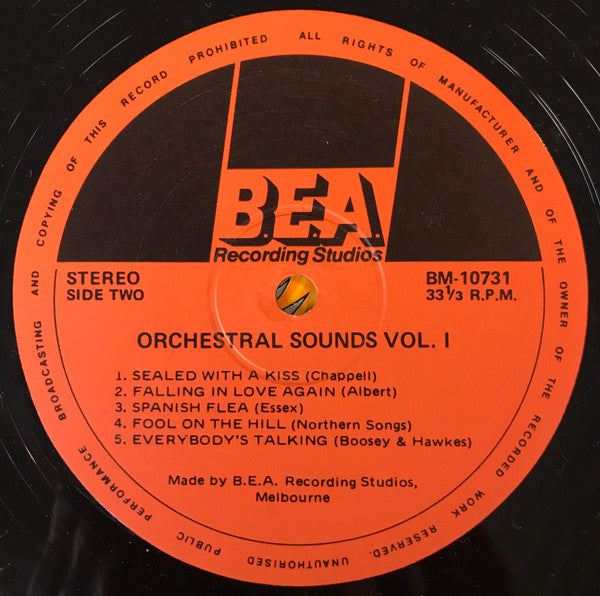 UNAUTHORISED PUBLIC PERFORMANCE BROADCASTING AND COPYING OF THIS RECORD PROHIBITED ALL RIGHTS OF MANUFACTURER AND OF THE OWNER OF THE RECORDED WORK RESERVED.
B.E.A.
Recording Studios
STEREO
SIDE TWO
BM-10731
33⅓ R.P.M.
ORCHESTRAL SOUNDS VOL. I
1. SEALED WITH A KISS (Chappell)
2. FALLING IN LOVE AGAIN (Albert)
3. SPANISH FLEA (Essex)
4. FOOL ON THE HILL (Northern Songs)
5. EVERYBODY'S TALKING (Boosey & Hawkes)
Made by B.E.A. Recording Studios,
Melbourne